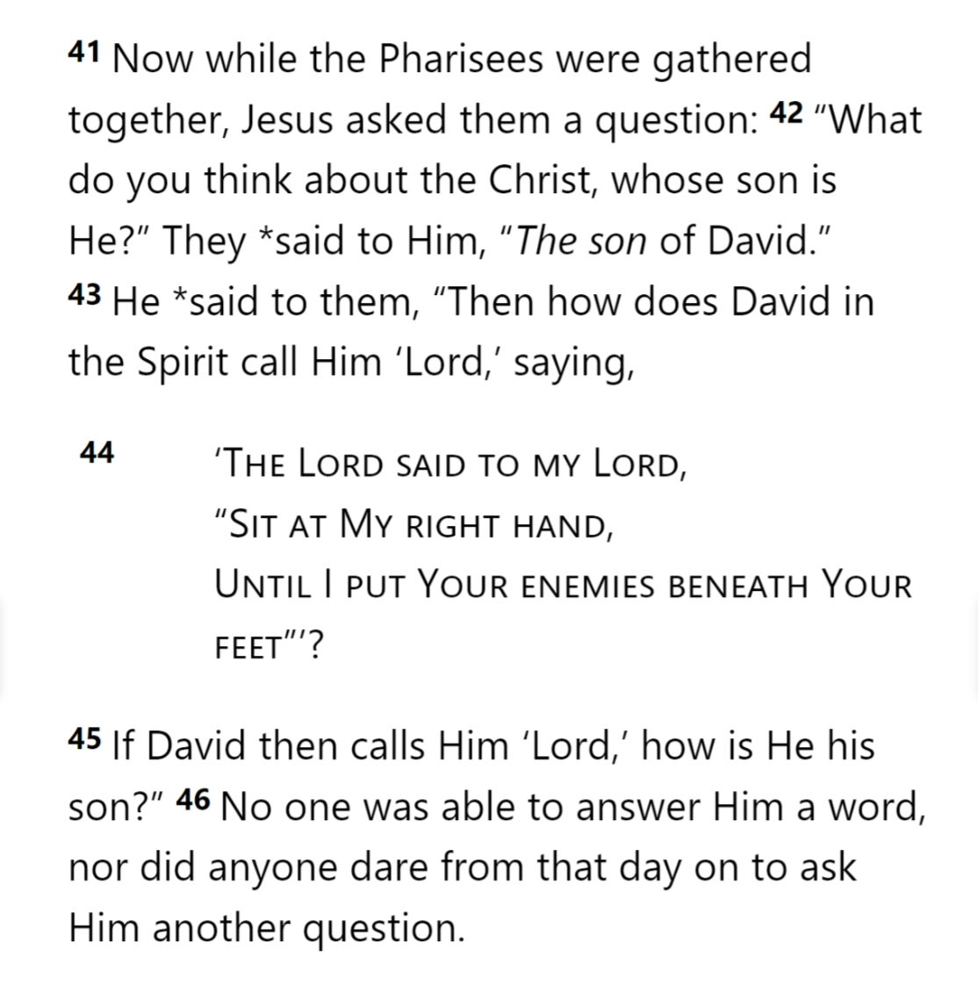 41 Now while the Pharisees were gathered
together, Jesus asked them a question: 42 “What
do you think about the Christ, whose son is
He?” They *said to Him, “The son of David.”
43 He *said to them, “Then how does David in
the Spirit call Him ‘Lord,’ saying,
44 ‘The Lord said to my Lord,
“Sit at My right hand,
Until I put Your enemies beneath Your
feet”’?
45 If David then calls Him ‘Lord,’ how is He his
son?” 46 No one was able to answer Him a word,
nor did anyone dare from that day on to ask
Him another question.